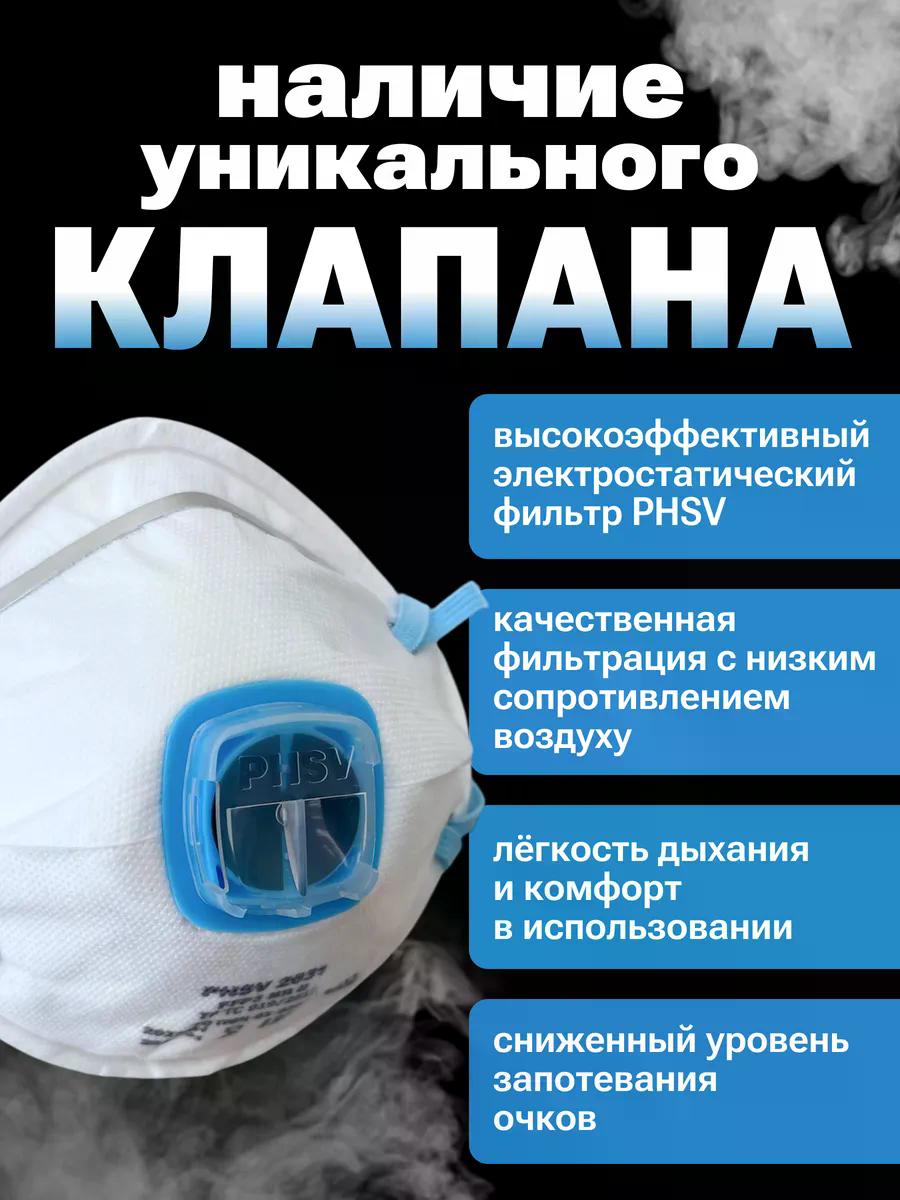 наличие
уникального
КЛАПАНА
высокоэффективный
электростатический
фильтр PHSV
качественная
фильтрация с низким
сопротивлением
воздуху
PHSV
лёгкость дыхания
и комфорт
в использовании
PHSV 2631
сниженный уровень
запотевания
очков